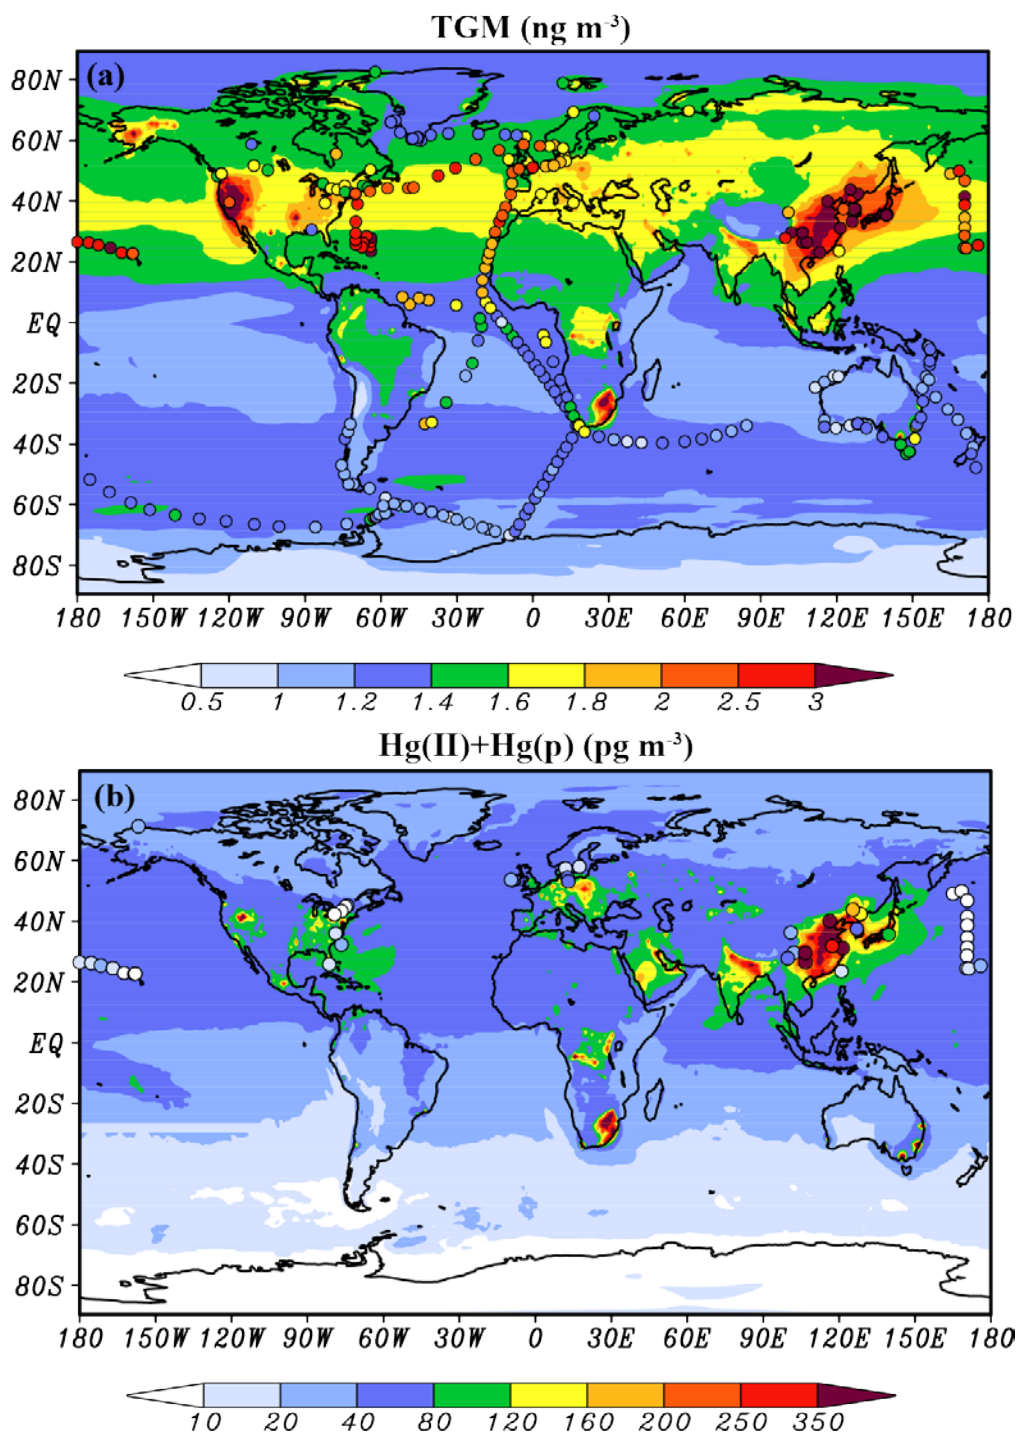 TGM (ng m⁻³)
(a)
80N
60N
40N
20N
EQ
20S
40S
60S
80S
180 150W 120W 90W 60W 30W 0 30E 60E 90E 120E 150E 180
0.5 1 1.2 1.4 1.6 1.8 2 2.5 3
Hg(II)+Hg(p) (pg m⁻³)
(b)
80N
60N
40N
20N
EQ
20S
40S
60S
80S
180 150W 120W 90W 60W 30W 0 30E 60E 90E 120E 150E 180
10 20 40 80 120 160 200 250 350